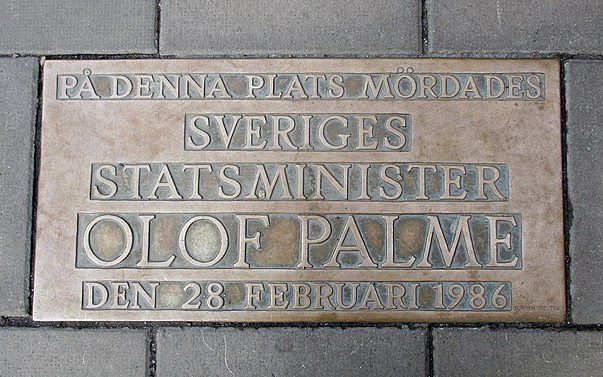 PÅ DENNA PLATS MÖRDADES
SVERIGES
STATSMINISTER
OLOF PALME
DEN 28 FEBRUARI 1986